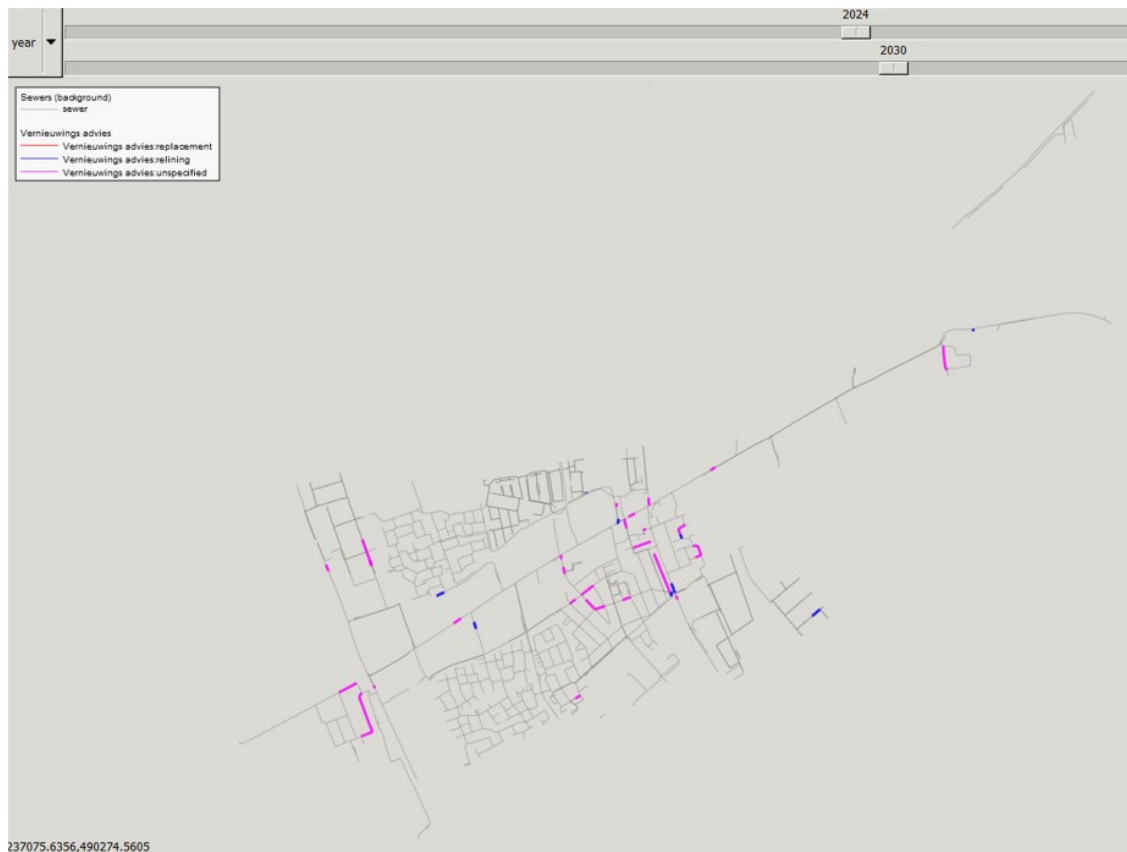 2024
year
2030
Sewers (background)
sewer
Vernieuwings advies
Vernieuwings advies:replacement
Vernieuwings advies:relining
Vernieuwings advies:unspecified
237075.6356,490274.5605